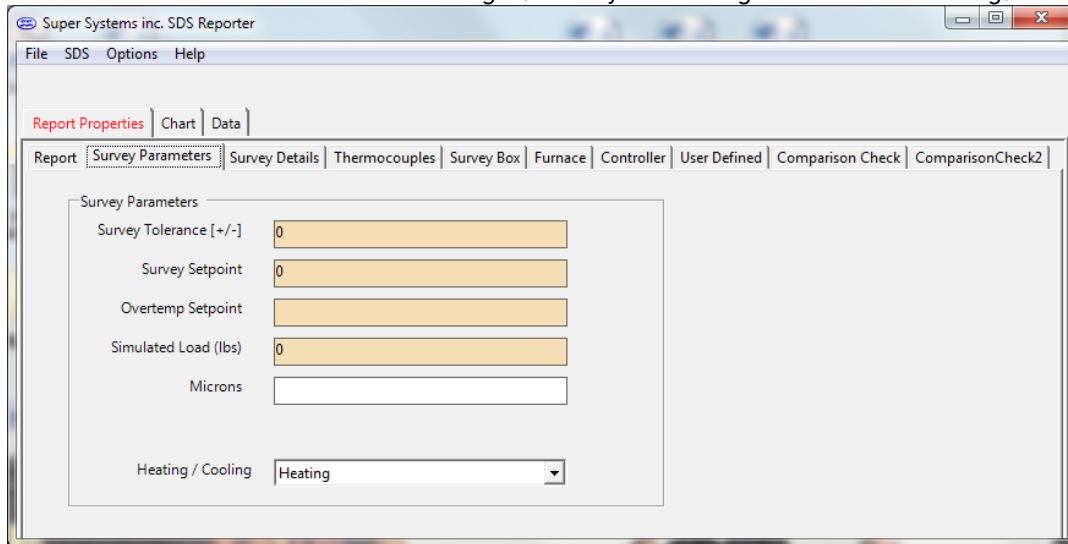 Super Systems inc. SDS Reporter
File SDS Options Help
Report Properties Chart Data
Report Survey Parameters Survey Details Thermocouples Survey Box Furnace Controller User Defined Comparison Check ComparisonCheck2
Survey Parameters
Survey Tolerance [+/-] 0
Survey Setpoint 0
Overtemp Setpoint
Simulated Load (lbs) 0
Microns
Heating / Cooling Heating